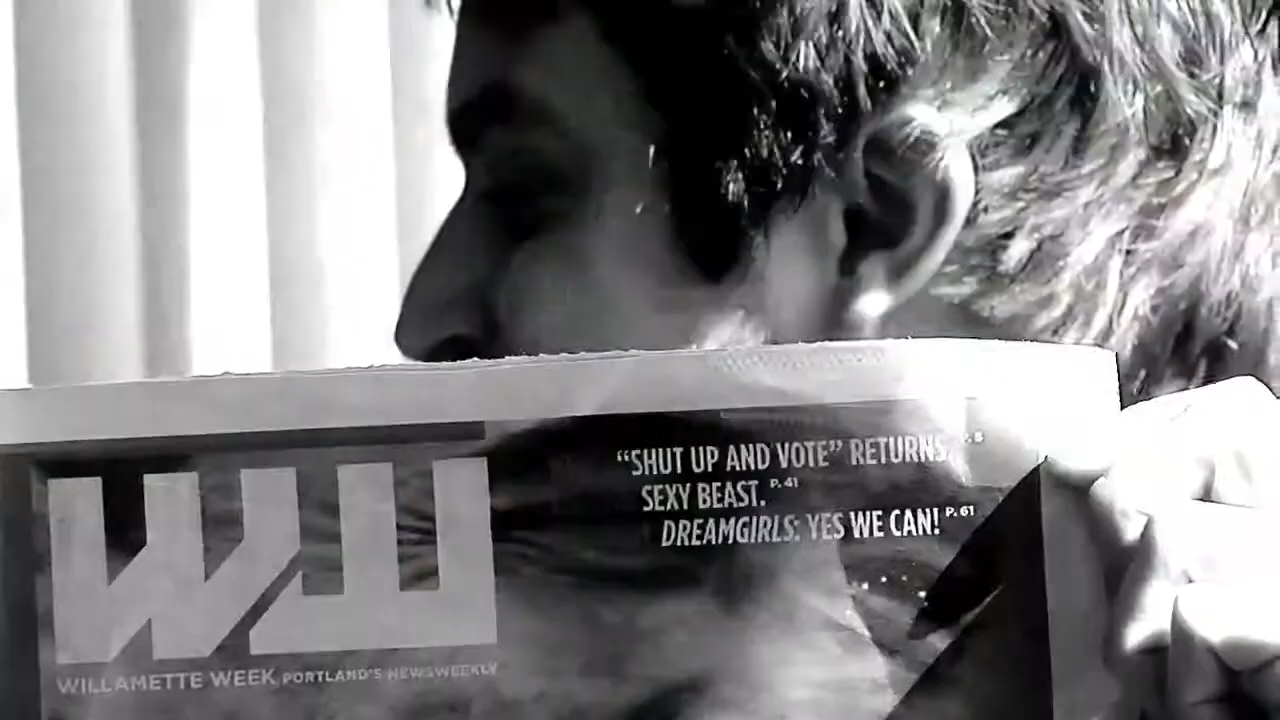 WW
WILLAMETTE WEEK PORTLAND'S NEWSWEEKLY
"SHUT UP AND VOTE" RETURNS.
SEXY BEAST. P. 41
DREAMGIRLS: YES WE CAN! P. 61